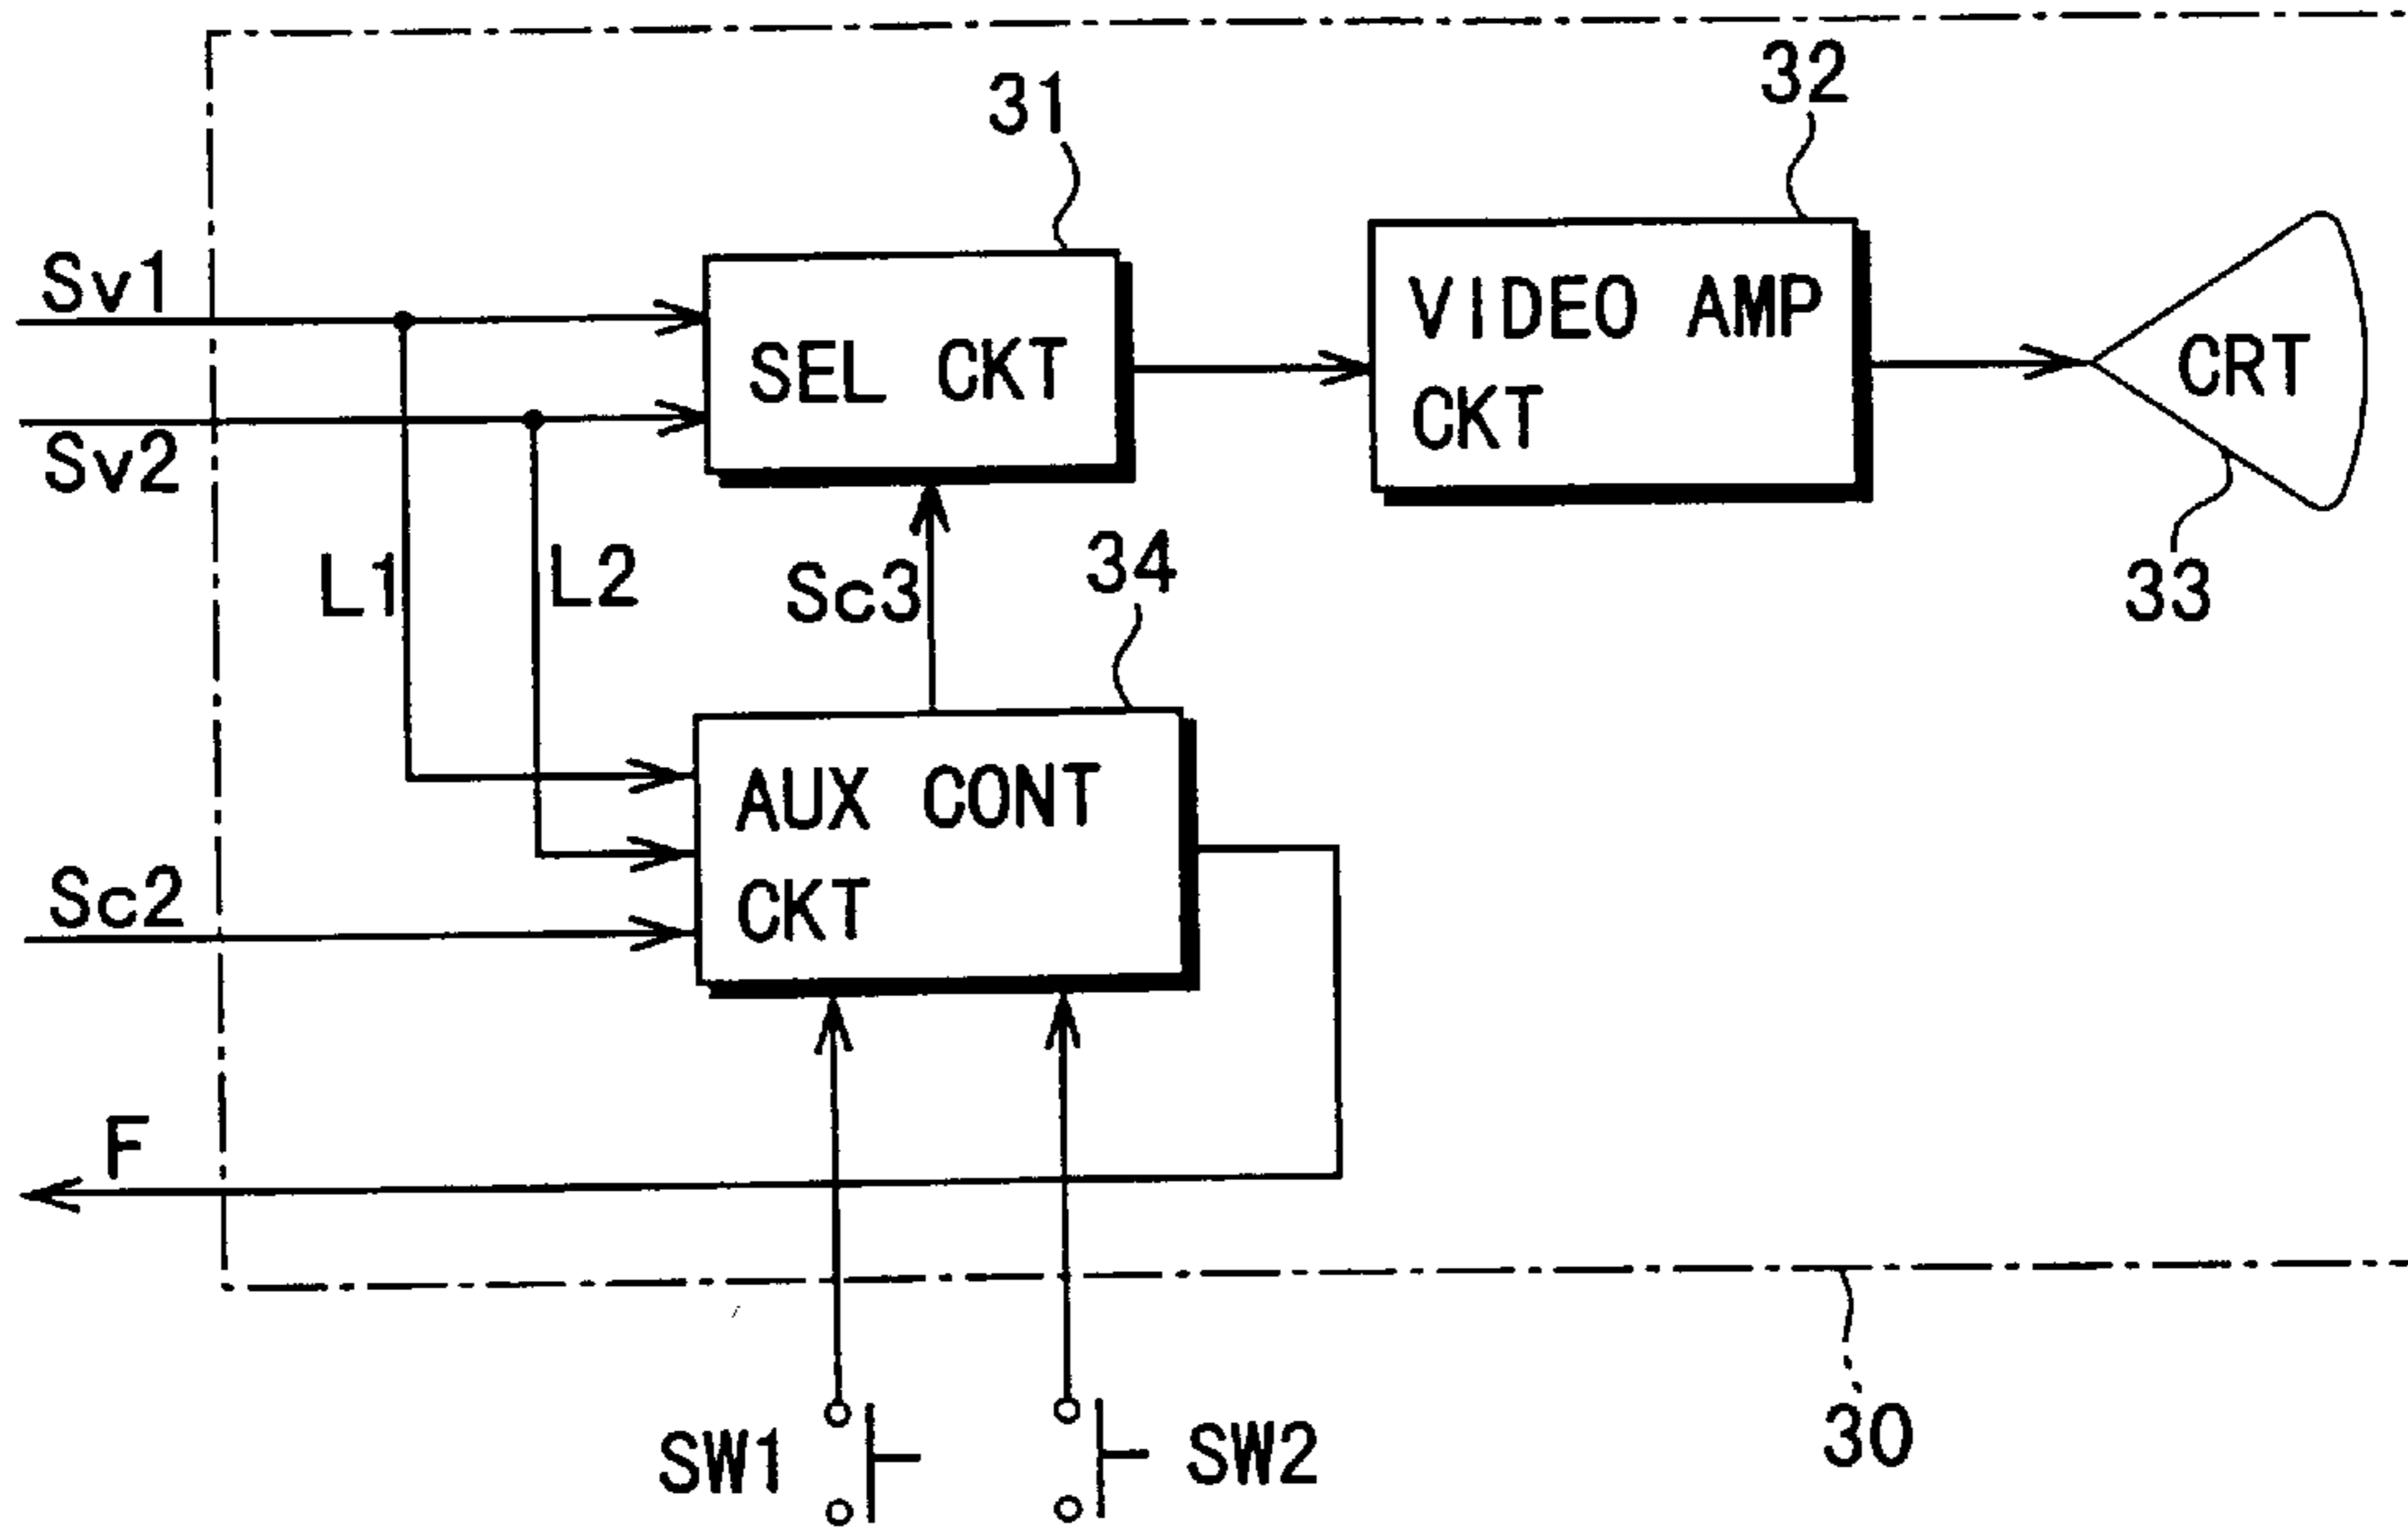 32
31
Sv1
VIDEO AMP
CKT
SEL CKT
CRT
Sv2
L1
L2
Sc3
34
33
AUX CONT
CKT
Sc2
F
SW1
SW2
30